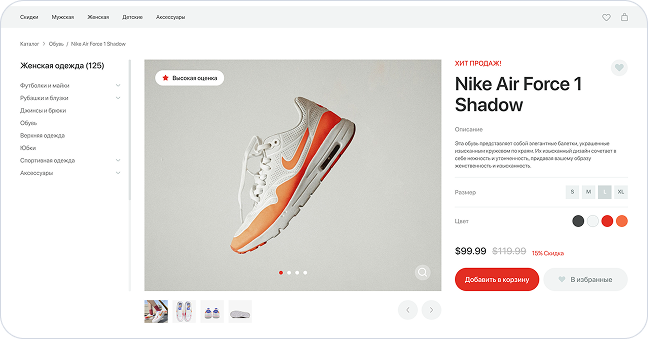 Скидки Мужская Женская Детские Аксессуары
Каталог > Обувь / Nike Air Force 1 Shadow
Женская одежда (125)
Футболки и майки
Рубашки и блузки
Джинсы и брюки
Обувь
Верхняя одежда
Юбки
Спортивная одежда
Аксессуары
Высокая оценка
ХИТ ПРОДАЖ!
Nike Air Force 1
Shadow
Описание
Эта обувь представляет собой элегантные балетки, украшенные
изысканным кружевом по краям. Их изысканный дизайн сочетает в
себе нежность и утонченность, придавая вашему образу
женственность и изысканность.
Размер S M L XL
Цвет
$99.99 $119.99 15% Скидка
Добавить в корзину В избранные